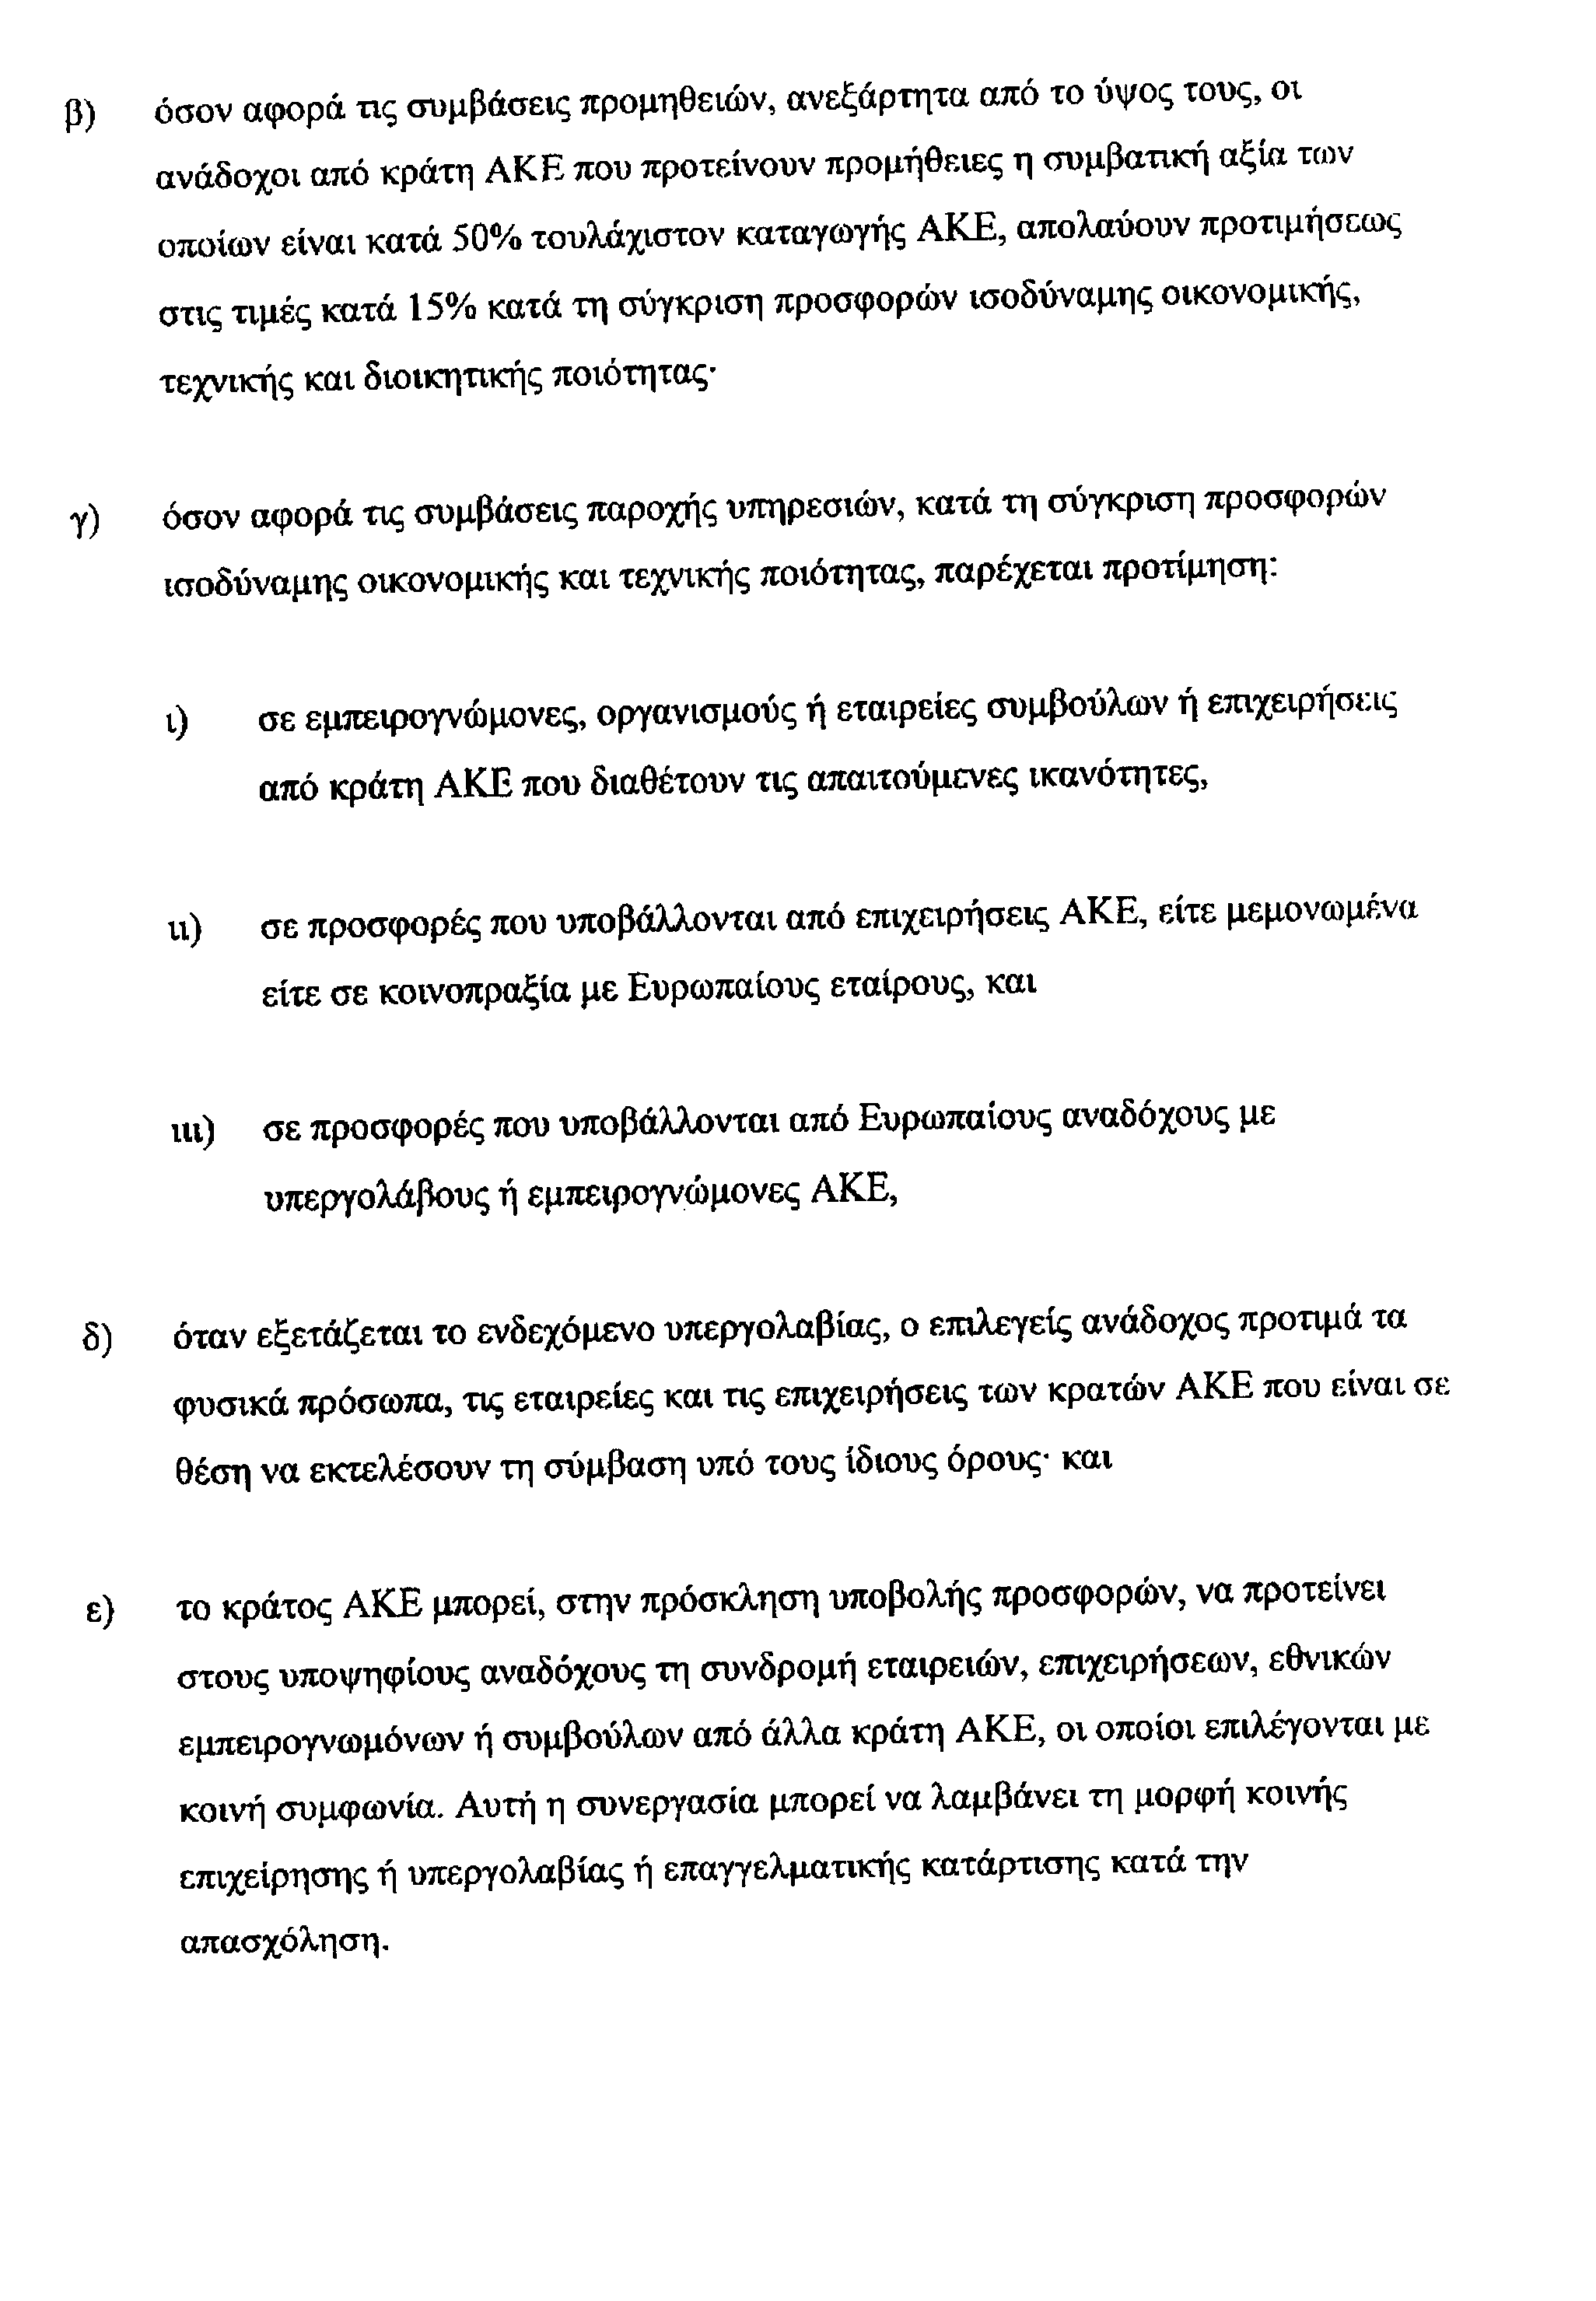 β) όσον αφορά τις συμβάσεις προμηθειών, ανεξάρτητα από το ύψος τους, οι
ανάδοχοι από κράτη ΑΚΕ που προτείνουν προμήθειες η συμβατική αξία των
οποίων είναι κατά 50% τουλάχιστον καταγωγής ΑΚΕ, απολαύουν προτιμήσεως
στις τιμές κατά 15% κατά τη σύγκριση προσφορών ισοδύναμης οικονομικής,
τεχνικής και διοικητικής ποιότητας·
γ) όσον αφορά τις συμβάσεις παροχής υπηρεσιών, κατά τη σύγκριση προσφορών
ισοδύναμης οικονομικής και τεχνικής ποιότητας, παρέχεται προτίμηση:
ι) σε εμπειρογνώμονες, οργανισμούς ή εταιρείες συμβούλων ή επιχειρήσεις
από κράτη ΑΚΕ που διαθέτουν τις απαιτούμενες ικανότητες,
ιι) σε προσφορές που υποβάλλονται από επιχειρήσεις ΑΚΕ, είτε μεμονωμένα
είτε σε κοινοπραξία με Ευρωπαίους εταίρους, και
ιιι) σε προσφορές που υποβάλλονται από Ευρωπαίους αναδόχους με
υπεργολάβους ή εμπειρογνώμονες ΑΚΕ,
δ) όταν εξετάζεται το ενδεχόμενο υπεργολαβίας, ο επιλεγείς ανάδοχος προτιμά τα
φυσικά πρόσωπα, τις εταιρείες και τις επιχειρήσεις των κρατών ΑΚΕ που είναι σε
θέση να εκτελέσουν τη σύμβαση υπό τους ίδιους όρους· και
ε) το κράτος ΑΚΕ μπορεί, στην πρόσκληση υποβολής προσφορών, να προτείνει
στους υποψηφίους αναδόχους τη συνδρομή εταιρειών, επιχειρήσεων, εθνικών
εμπειρογνωμόνων ή συμβούλων από άλλα κράτη ΑΚΕ, οι οποίοι επιλέγονται με
κοινή συμφωνία. Αυτή η συνεργασία μπορεί να λαμβάνει τη μορφή κοινής
επιχείρησης ή υπεργολαβίας ή επαγγελματικής κατάρτισης κατά την
απασχόληση.